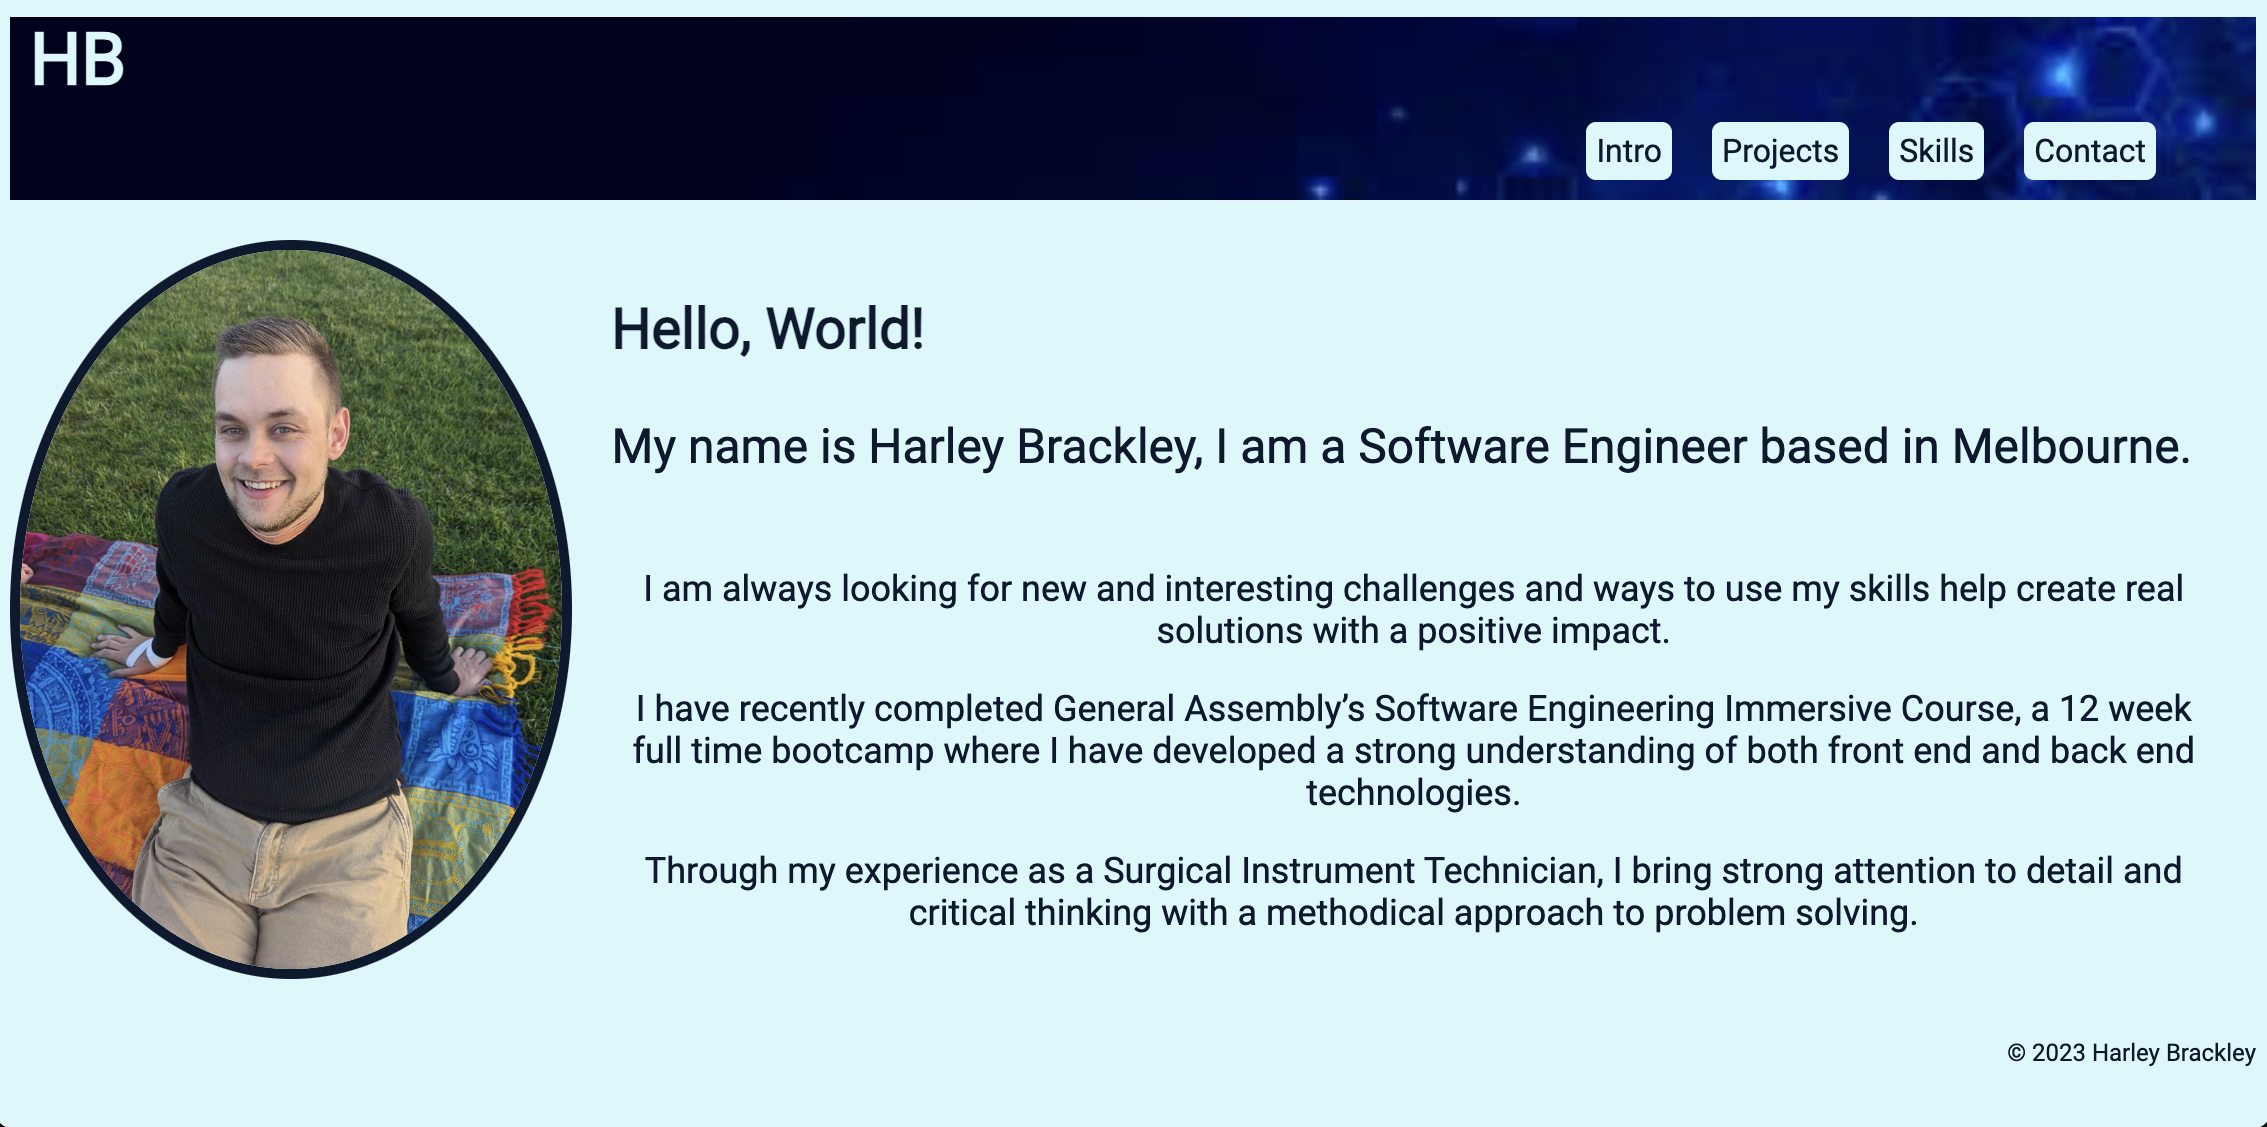 HB
Intro Projects Skills Contact
Hello, World!
My name is Harley Brackley, I am a Software Engineer based in Melbourne.
I am always looking for new and interesting challenges and ways to use my skills help create real
solutions with a positive impact.
I have recently completed General Assembly’s Software Engineering Immersive Course, a 12 week
full time bootcamp where I have developed a strong understanding of both front end and back end
technologies.
Through my experience as a Surgical Instrument Technician, I bring strong attention to detail and
critical thinking with a methodical approach to problem solving.
© 2023 Harley Brackley